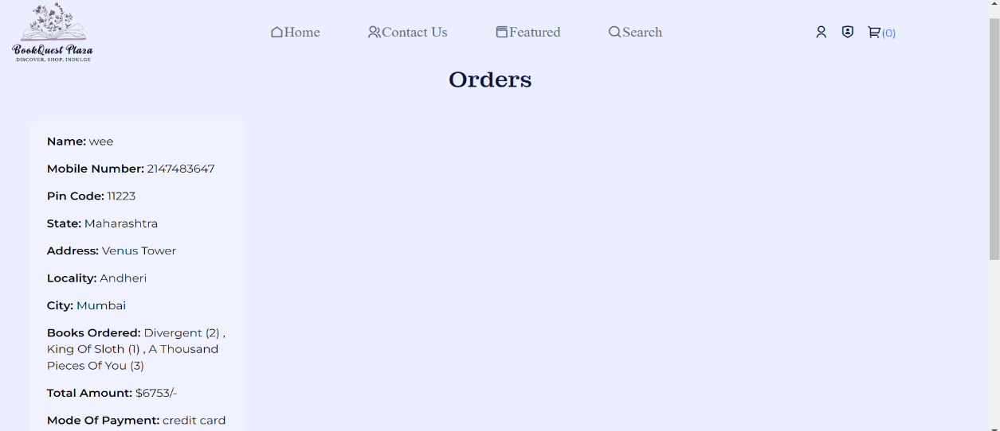 BookQuest Plaza
DISCOVER, SHOP, INDULGE
Home Contact Us Featured Search (0)
Orders
Name: wee
Mobile Number: 2147483647
Pin Code: 11223
State: Maharashtra
Address: Venus Tower
Locality: Andheri
City: Mumbai
Books Ordered: Divergent (2) ,
King Of Sloth (1) , A Thousand
Pieces Of You (3)
Total Amount: $6753/-
Mode Of Payment: credit card